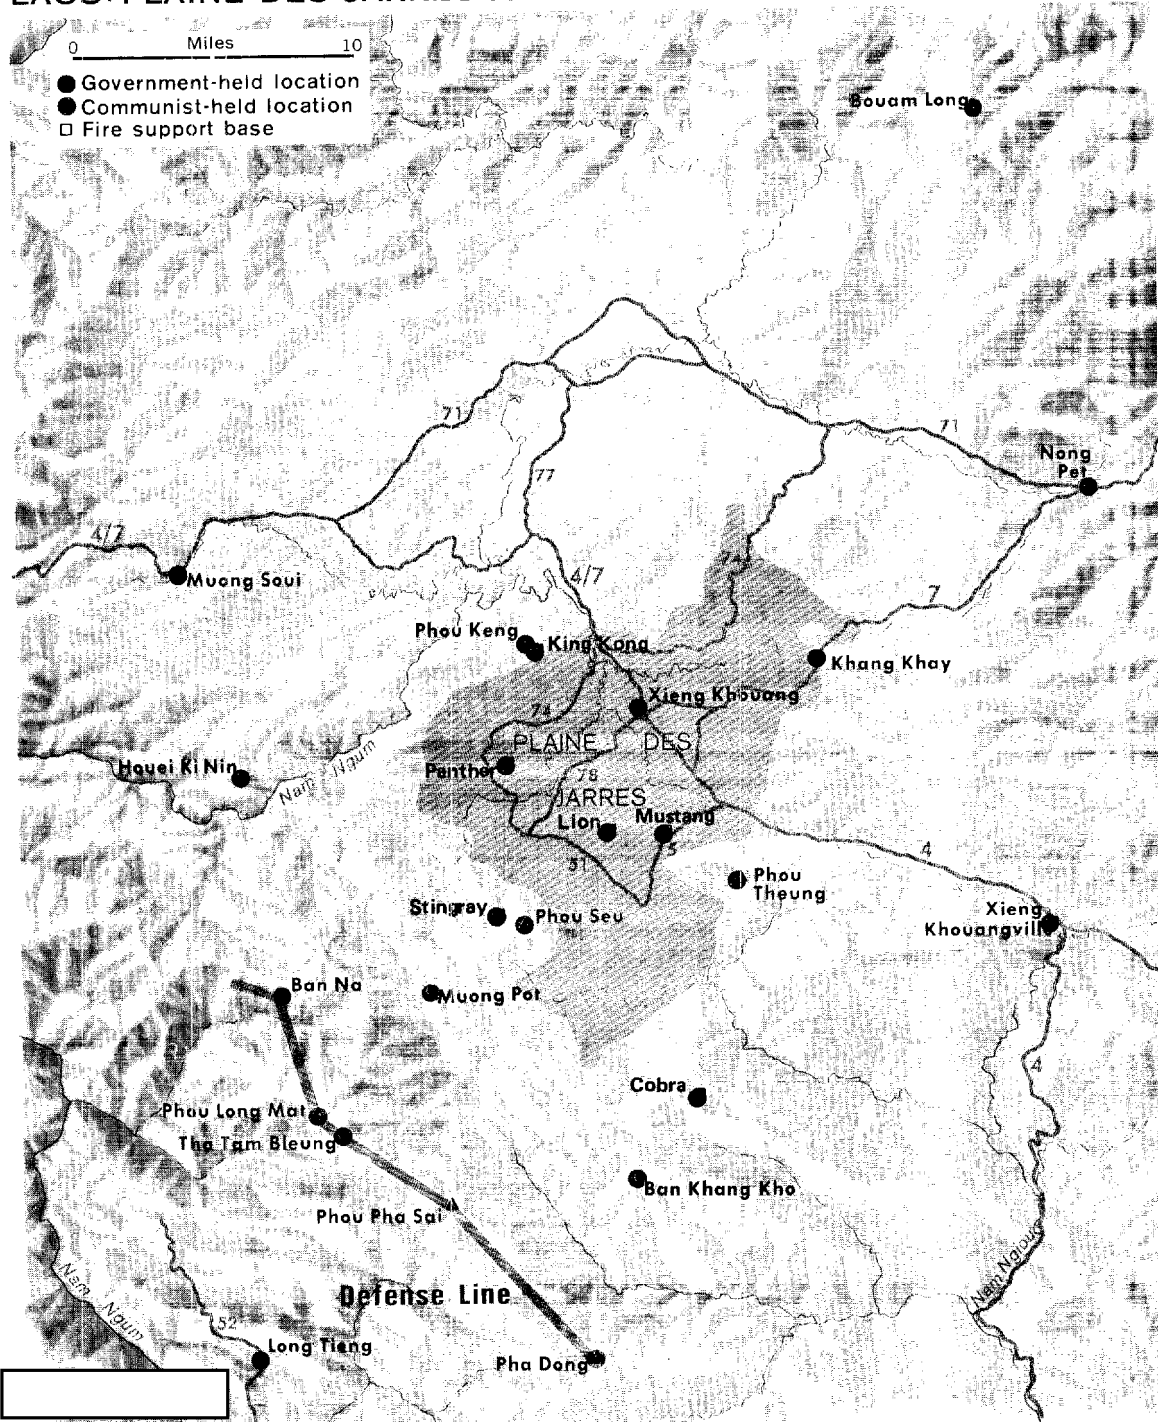 0 Miles 10
Government-held location
Communist-held location
Fire support base
Bouam Long
71
71
Nong
Pet
77
4/7
4/7
Muong Soui
74
7
Phou Keng
King Kong
Khang Khay
Xieng Khouang
74
PLAINE DES
Nam Ngum
Houei Ki Nin
Panther
78
JARRES
Lion
Mustang
5
51
4
Phou
Theung
Stingray
Phou Seu
Xieng
Khouangville
Ban Na
Muong Pot
4
Cobra
Phou Long Mat
Tha Tam Bleung
Ban Khang Kho
Phou Pha Sai
Nam Ngoun
Nam Ngum
Defense Line
52
Long Tieng
Pha Dong